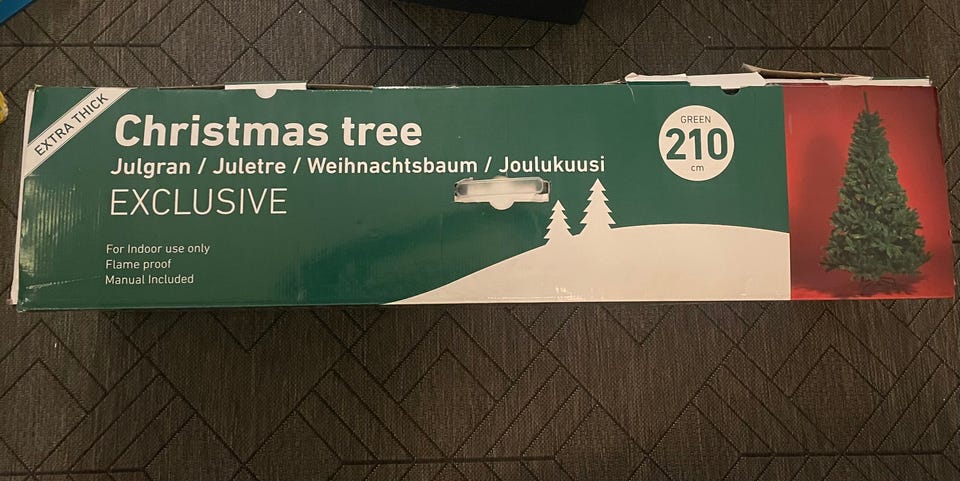 EXTRA THICK
Christmas tree
Julgran / Juletre / Weihnachtsbaum / Joulukuusi
EXCLUSIVE
For Indoor use only
Flame proof
Manual Included
GREEN
210
cm